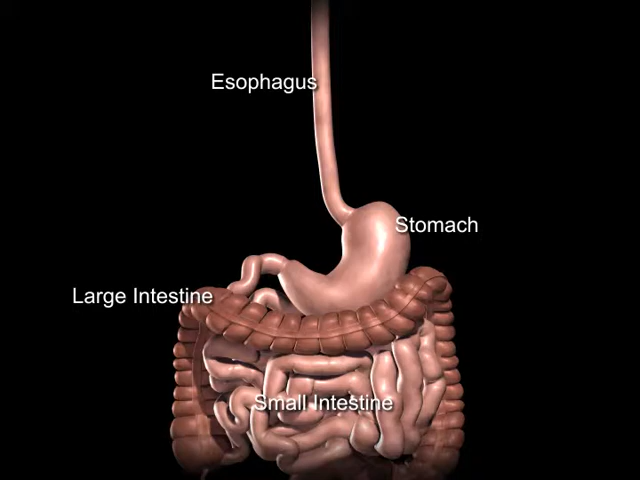 Esophagus
Stomach
Large Intestine
Small Intestine